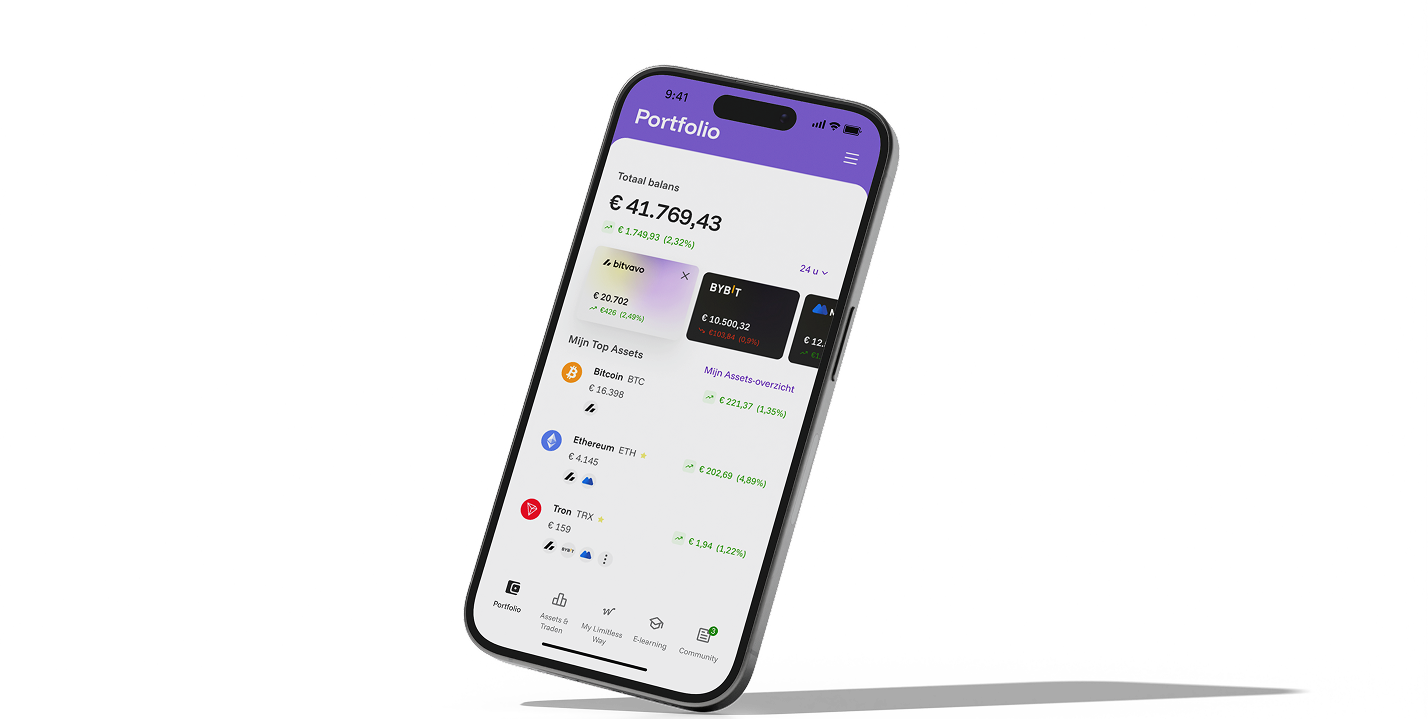 9:41
Portfolio
Totaal balans
€ 41.769,43
€ 1.749,93 (2,32%)
24 u
bitvavo
€ 20.702
€426 (2,49%)
BYBIT
€ 10.500,32
€103,84 (0,9%)
€ 12.
€1,
Mijn Top Assets
Mijn Assets-overzicht
Bitcoin BTC
€ 16.398
€ 221,37 (1,35%)
Ethereum ETH
€ 4.145
€ 202,69 (4,89%)
Tron TRX
€ 159
€ 1,94 (1,22%)
BYBIT
Portfolio
Assets &
Traden
My Limitless
Way
E-learning
3
Community